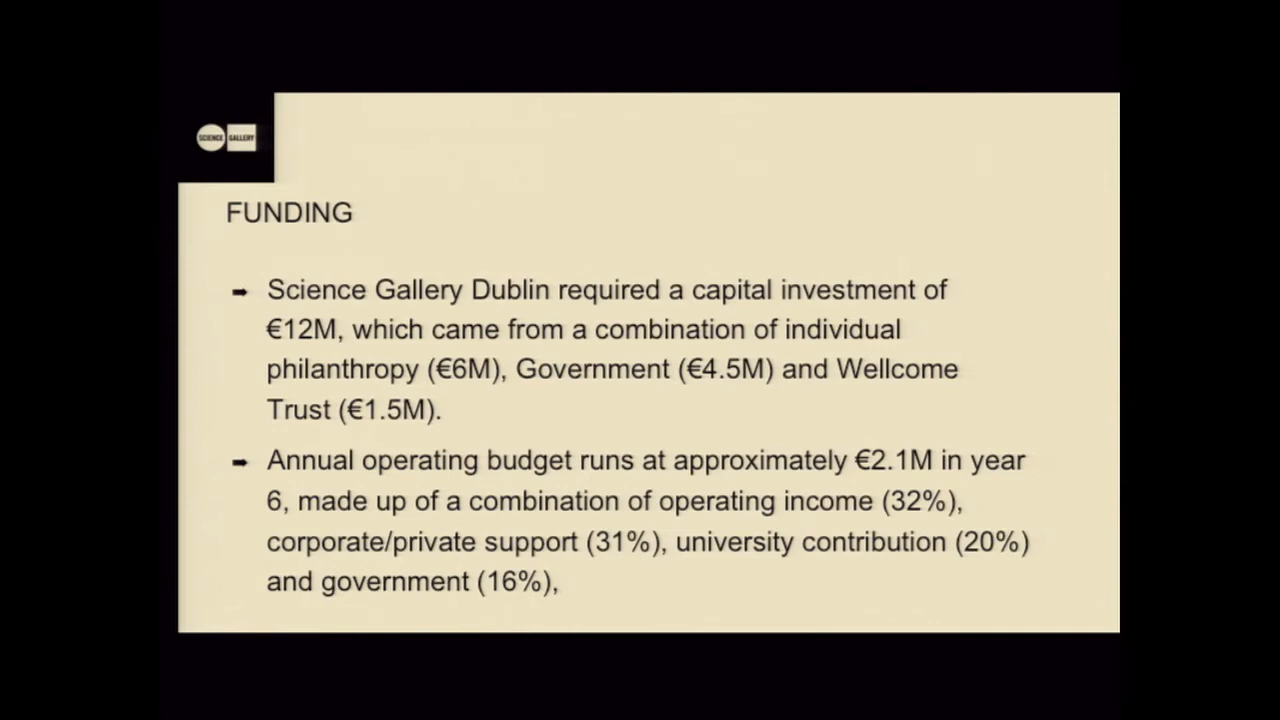 SCIENCE GALLERY
FUNDING
➡ Science Gallery Dublin required a capital investment of
€12M, which came from a combination of individual
philanthropy (€6M), Government (€4.5M) and Wellcome
Trust (€1.5M).
➡ Annual operating budget runs at approximately €2.1M in year
6, made up of a combination of operating income (32%),
corporate/private support (31%), university contribution (20%)
and government (16%),